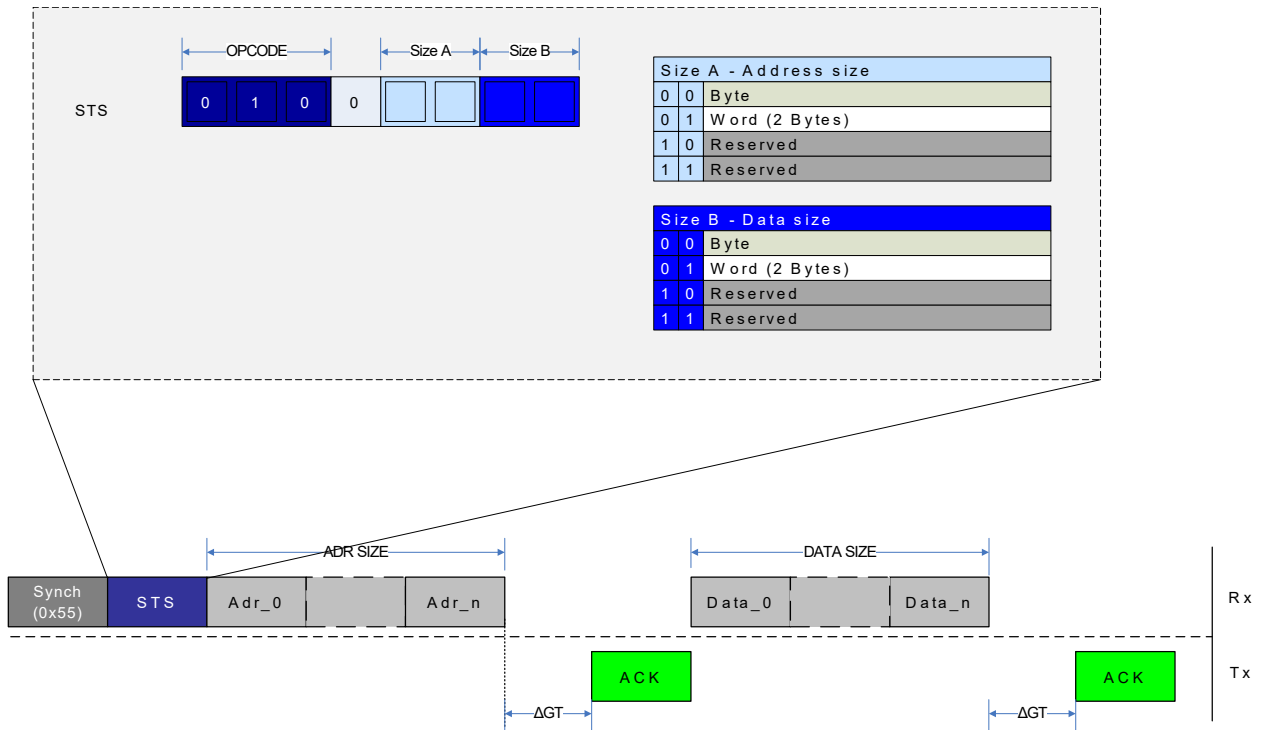 OPCODE Size A Size B
STS 0 1 0 0
Size A - Address size
0 0 Byte
0 1 Word (2 Bytes)
1 0 Reserved
1 1 Reserved
Size B - Data size
0 0 Byte
0 1 Word (2 Bytes)
1 0 Reserved
1 1 Reserved
ADR SIZE DATA SIZE
Synch
(0x55)
STS Adr_0 Adr_n Data_0 Data_n Rx
ACK ACK Tx
ΔGT ΔGT